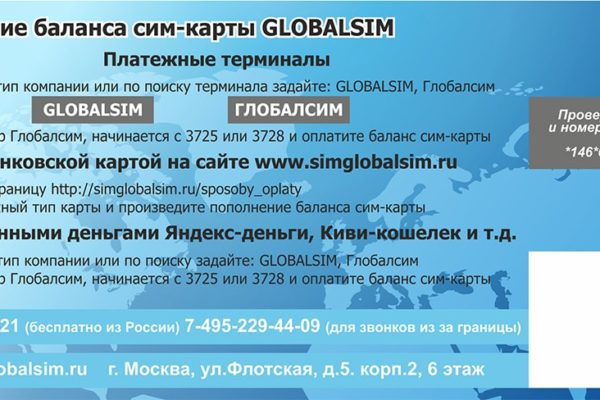 ие баланса сим-карты GLOBALSIM
Платежные терминалы
тип компании или по поиску терминала задайте: GLOBALSIM, Глобалсим
GLOBALSIM ГЛОБАЛСИМ
р Глобалсим, начинается с 3725 или 3728 и оплатите баланс сим-карты
нковской картой на сайте www.simglobalsim.ru
раницу http://simglobalsim.ru/sposoby_oplaty
жный тип карты и произведите пополнение баланса сим-карты
нными деньгами Яндекс-деньги, Киви-кошелек и т.д.
тип компании или по поиску задайте: GLOBALSIM, Глобалсим
р Глобалсим, начинается с 3725 или 3728 и оплатите баланс сим-карты
21 (бесплатно из России) 7-495-229-44-09 (для звонков из за границы)
obalsim.ru г. Москва, ул.Флотская, д.5. корп.2, 6 этаж
Прове
и номер
*146*